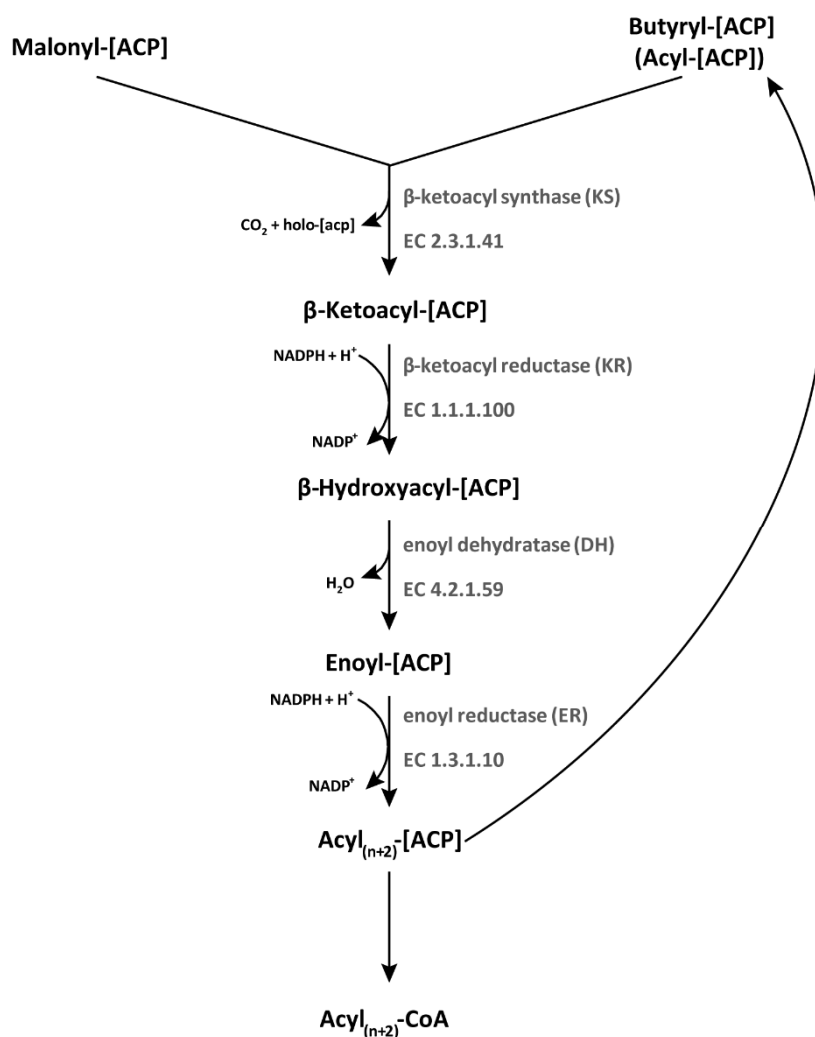 Malonyl-[ACP]
Butyryl-[ACP]
(Acyl-[ACP])
β-ketoacyl synthase (KS)
CO₂ + holo-[acp]
EC 2.3.1.41
β-Ketoacyl-[ACP]
NADPH + H⁺
β-ketoacyl reductase (KR)
EC 1.1.1.100
NADP⁺
β-Hydroxyacyl-[ACP]
enoyl dehydratase (DH)
H₂O
EC 4.2.1.59
Enoyl-[ACP]
NADPH + H⁺
enoyl reductase (ER)
EC 1.3.1.10
NADP⁺
Acyl₍ₙ₊₂₎-[ACP]
Acyl₍ₙ₊₂₎-CoA